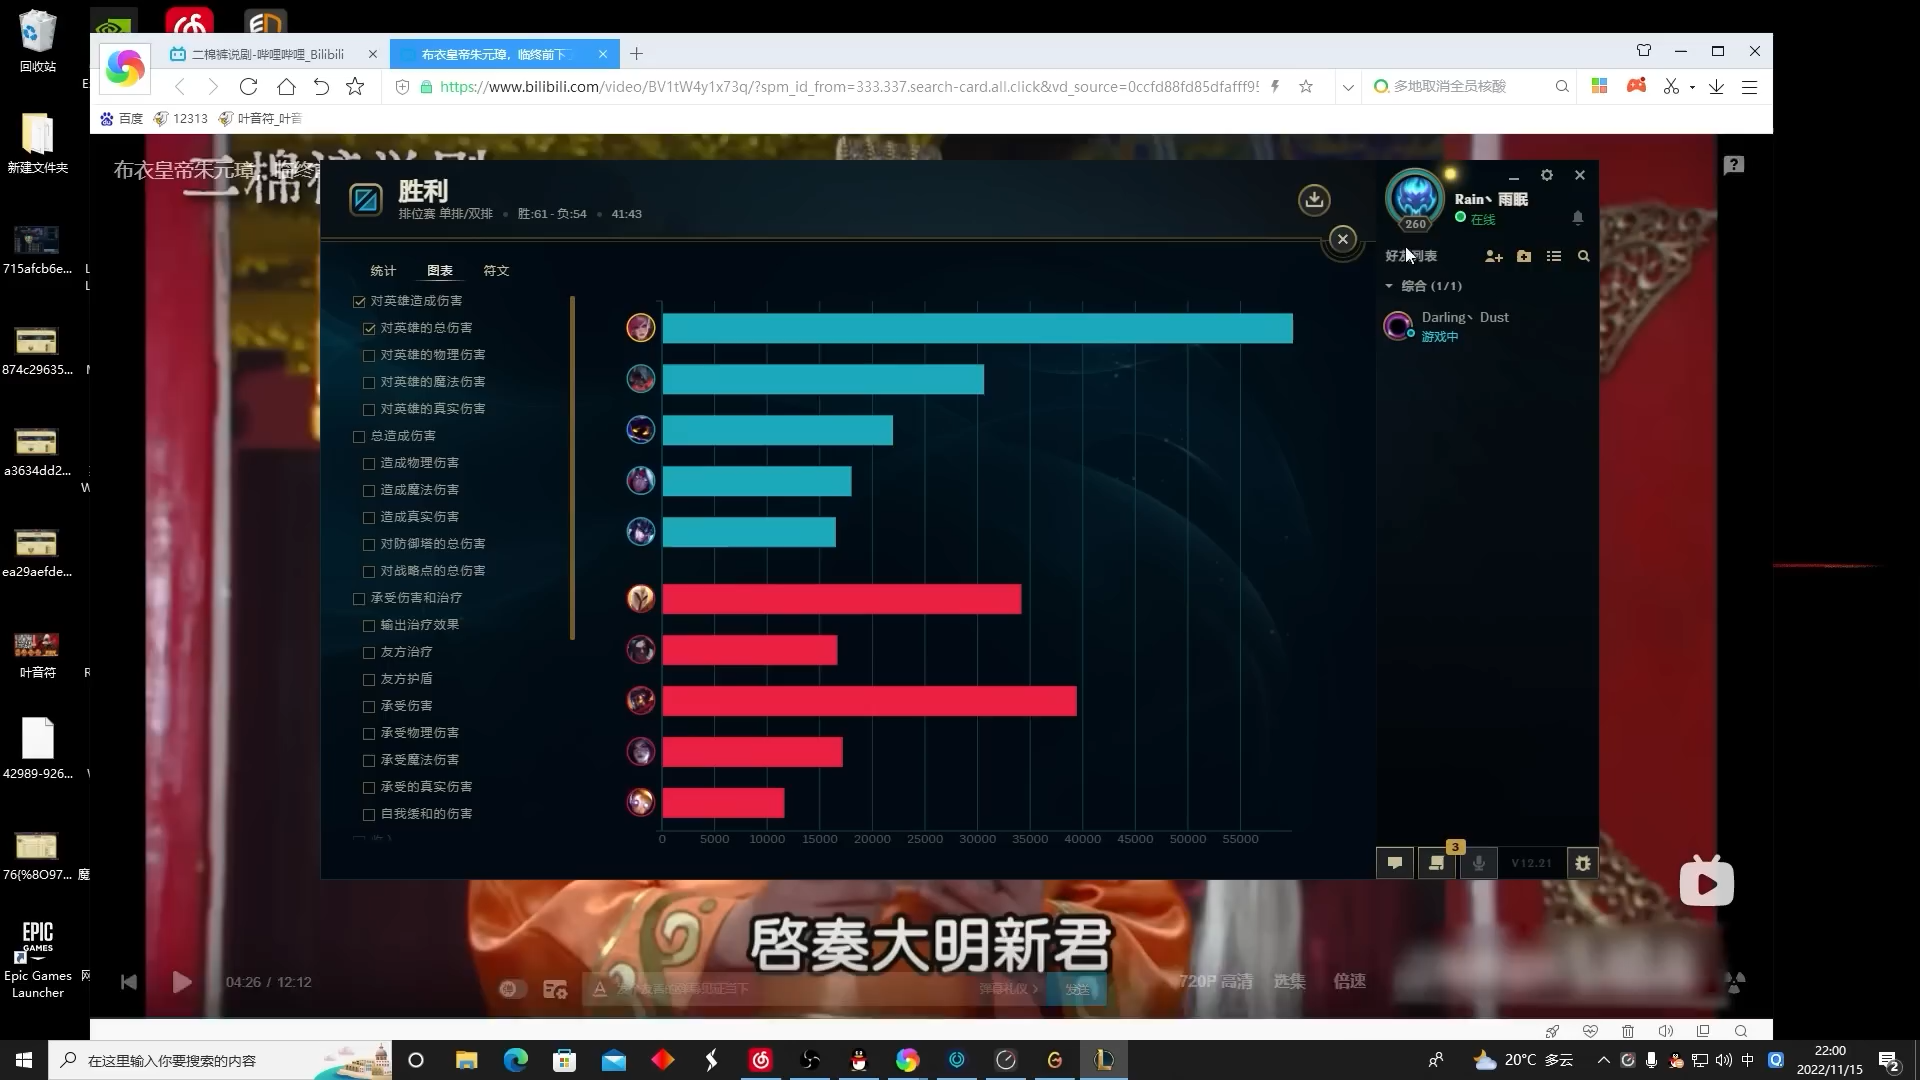 回收站
新建文件夹
715afcb6e...
874c29635...
a3634dd2...
ea29aefde...
叶音符
42989-926...
76(%8O97...
EPIC
GAMES
Epic Games
Launcher
二棉裤说剧-哔哩哔哩_Bilibili
布衣皇帝朱元璋，临终前下
https://www.bilibili.com/video/BV1tW4y1x73q/?spm_id_from=333.337.search-card.all.click&vd_source=0ccfd88fd85dfafff9
多地取消全员核酸
百度
12313
叶音符_叶音
布衣皇帝朱元璋，临终
胜利
排位赛 单排/双排 • 胜:61 - 负:54 • 41:43
统计
图表
符文
对英雄造成伤害
对英雄的总伤害
对英雄的物理伤害
对英雄的魔法伤害
对英雄的真实伤害
总造成伤害
造成物理伤害
造成魔法伤害
造成真实伤害
对防御塔的总伤害
对战略点的总伤害
承受伤害和治疗
输出治疗效果
友方治疗
友方护盾
承受伤害
承受物理伤害
承受魔法伤害
承受的真实伤害
自我缓和的伤害
收入
0 5000 10000 15000 20000 25000 30000 35000 40000 45000 50000 55000
260
Rain丶雨眠
在线
好友列表
综合 (1/1)
Darling丶Dust
游戏中
3
V12.21
啓奏大明新君
04:26 / 12:12
弹幕礼仪
发送
720P 高清
选集
倍速
在这里输入你要搜索的内容
20°C 多云
中
22:00
2022/11/15
2